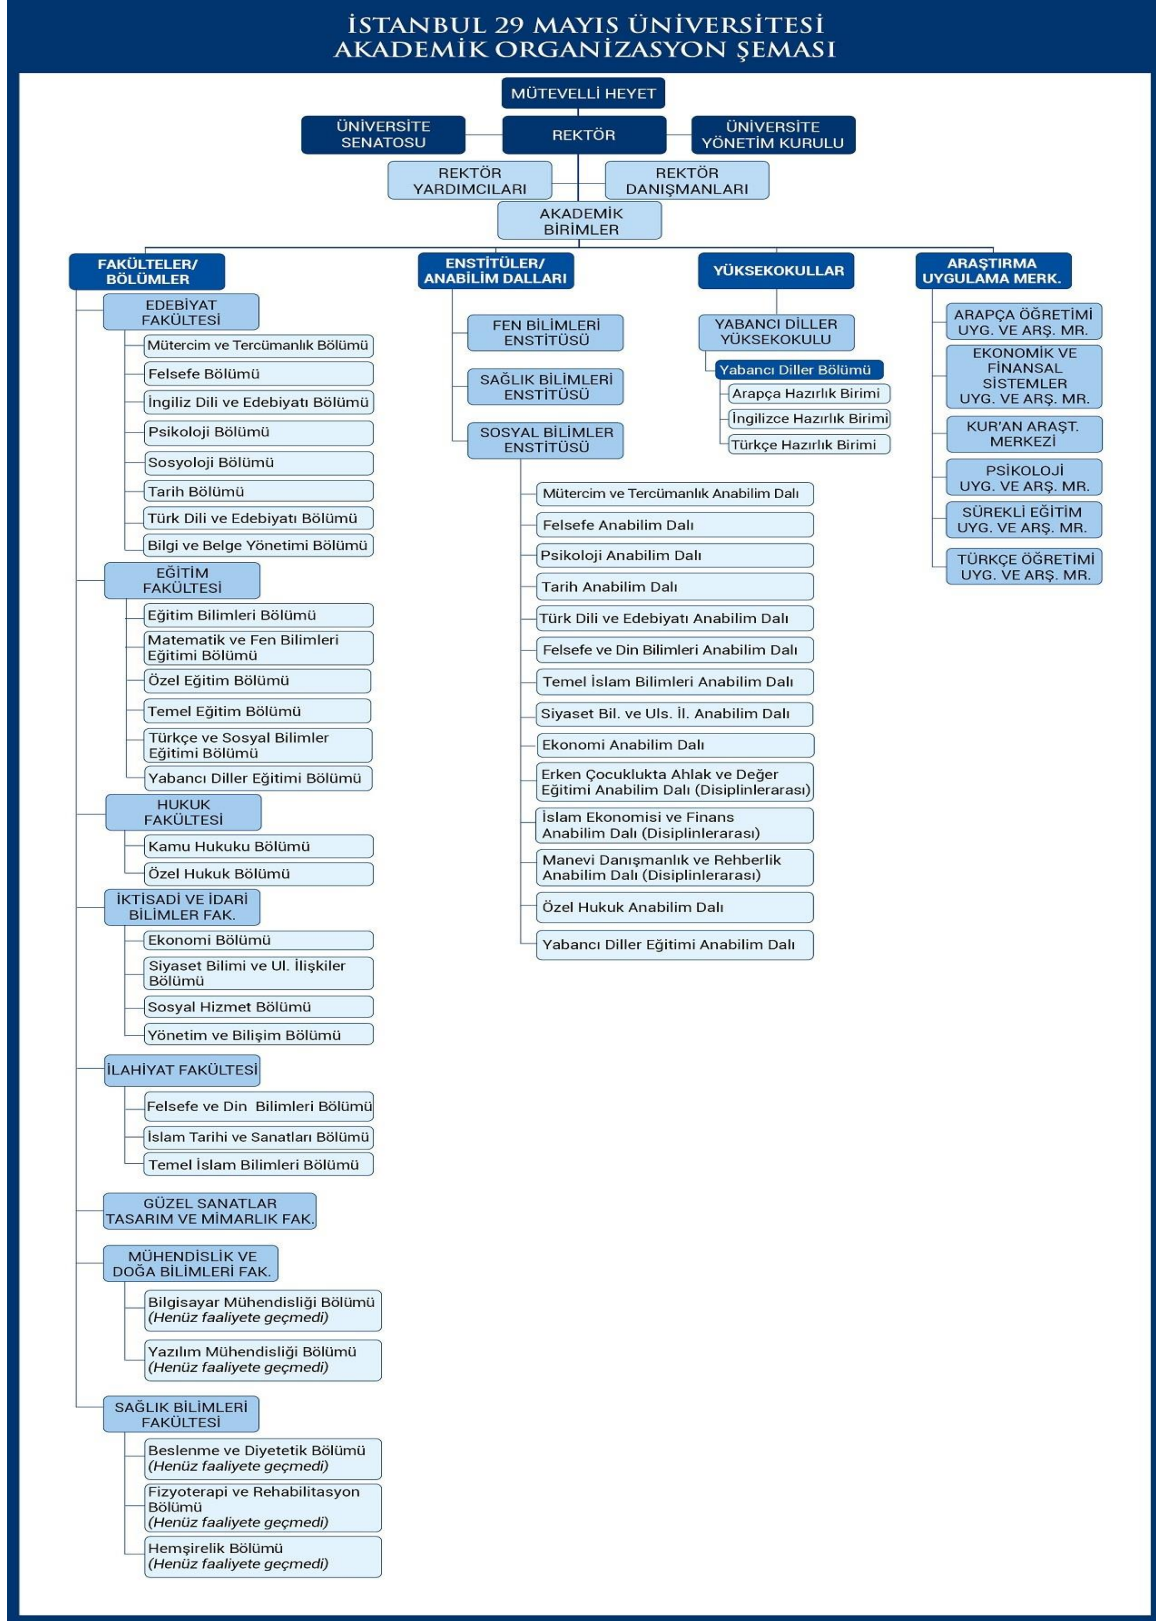 İSTANBUL 29 MAYIS ÜNİVERSİTESİ
AKADEMİK ORGANİZASYON ŞEMASI
MÜTEVELLİ HEYET
ÜNİVERSİTE
SENATOSU
REKTÖR
ÜNİVERSİTE
YÖNETİM KURULU
REKTÖR
YARDIMCILARI
REKTÖR
DANIŞMANLARI
AKADEMİK
BİRİMLER
FAKÜLTELER/
BÖLÜMLER
EDEBİYAT
FAKÜLTESİ
Mütercim ve Tercümanlık Bölümü
Felsefe Bölümü
İngiliz Dili ve Edebiyatı Bölümü
Psikoloji Bölümü
Sosyoloji Bölümü
Tarih Bölümü
Türk Dili ve Edebiyatı Bölümü
Bilgi ve Belge Yönetimi Bölümü
EĞİTİM
FAKÜLTESİ
Eğitim Bilimleri Bölümü
Matematik ve Fen Bilimleri
Eğitimi Bölümü
Özel Eğitim Bölümü
Temel Eğitim Bölümü
Türkçe ve Sosyal Bilimler
Eğitimi Bölümü
Yabancı Diller Eğitimi Bölümü
HUKUK
FAKÜLTESİ
Kamu Hukuku Bölümü
Özel Hukuk Bölümü
İKTİSADİ VE İDARİ
BİLİMLER FAK.
Ekonomi Bölümü
Siyaset Bilimi ve Ul. İlişkiler
Bölümü
Sosyal Hizmet Bölümü
Yönetim ve Bilişim Bölümü
İLAHİYAT FAKÜLTESİ
Felsefe ve Din Bilimleri Bölümü
İslam Tarihi ve Sanatları Bölümü
Temel İslam Bilimleri Bölümü
GÜZEL SANATLAR
TASARIM VE MİMARLIK FAK.
MÜHENDİSLİK VE
DOĞA BİLİMLERİ FAK.
Bilgisayar Mühendisliği Bölümü
(Henüz faaliyete geçmedi)
Yazılım Mühendisliği Bölümü
(Henüz faaliyete geçmedi)
SAĞLIK BİLİMLERİ
FAKÜLTESİ
Beslenme ve Diyetetik Bölümü
(Henüz faaliyete geçmedi)
Fizyoterapi ve Rehabilitasyon
Bölümü
(Henüz faaliyete geçmedi)
Hemşirelik Bölümü
(Henüz faaliyete geçmedi)
ENSTİTÜLER/
ANABİLİM DALLARI
FEN BİLİMLERİ
ENSTİTÜSÜ
SAĞLIK BİLİMLERİ
ENSTİTÜSÜ
SOSYAL BİLİMLER
ENSTİTÜSÜ
Mütercim ve Tercümanlık Anabilim Dalı
Felsefe Anabilim Dalı
Psikoloji Anabilim Dalı
Tarih Anabilim Dalı
Türk Dili ve Edebiyatı Anabilim Dalı
Felsefe ve Din Bilimleri Anabilim Dalı
Temel İslam Bilimleri Anabilim Dalı
Siyaset Bil. ve Uls. İl. Anabilim Dalı
Ekonomi Anabilim Dalı
Erken Çocuklukta Ahlak ve Değer
Eğitimi Anabilim Dalı (Disiplinlerarası)
İslam Ekonomisi ve Finans
Anabilim Dalı (Disiplinlerarası)
Manevi Danışmanlık ve Rehberlik
Anabilim Dalı (Disiplinlerarası)
Özel Hukuk Anabilim Dalı
Yabancı Diller Eğitimi Anabilim Dalı
YÜKSEKOKULLAR
YABANCI DİLLER
YÜKSEKOKULU
Yabancı Diller Bölümü
Arapça Hazırlık Birimi
İngilizce Hazırlık Birimi
Türkçe Hazırlık Birimi
ARAŞTIRMA
UYGULAMA MERK.
ARAPÇA ÖĞRETİMİ
UYG. VE ARŞ. MR.
EKONOMİK VE
FİNANSAL
SİSTEMLER
UYG. VE ARŞ. MR.
KUR'AN ARAŞT.
MERKEZİ
PSİKOLOJİ
UYG. VE ARŞ. MR.
SÜREKLİ EĞİTİM
UYG. VE ARŞ. MR.
TÜRKÇE ÖĞRETİMİ
UYG. VE ARŞ. MR.